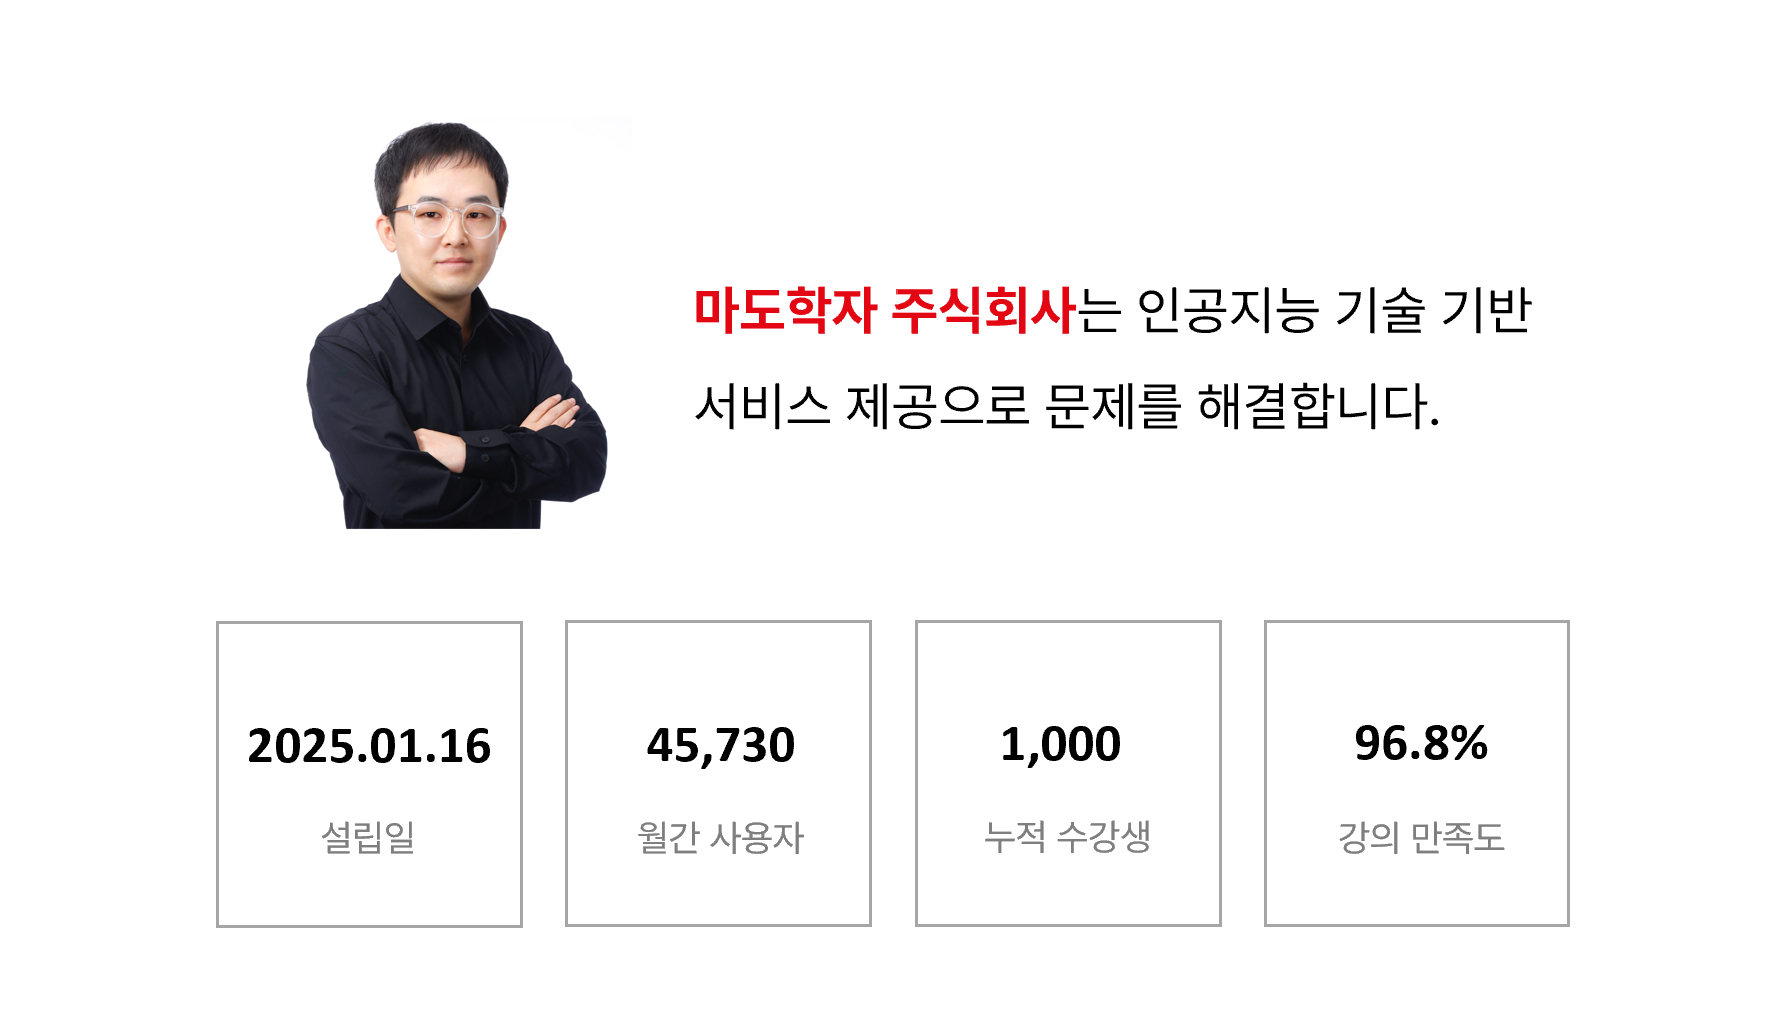 마도학자 주식회사는 인공지능 기술 기반
서비스 제공으로 문제를 해결합니다.
2025.01.16
설립일
45,730
월간 사용자
1,000
누적 수강생
96.8%
강의 만족도